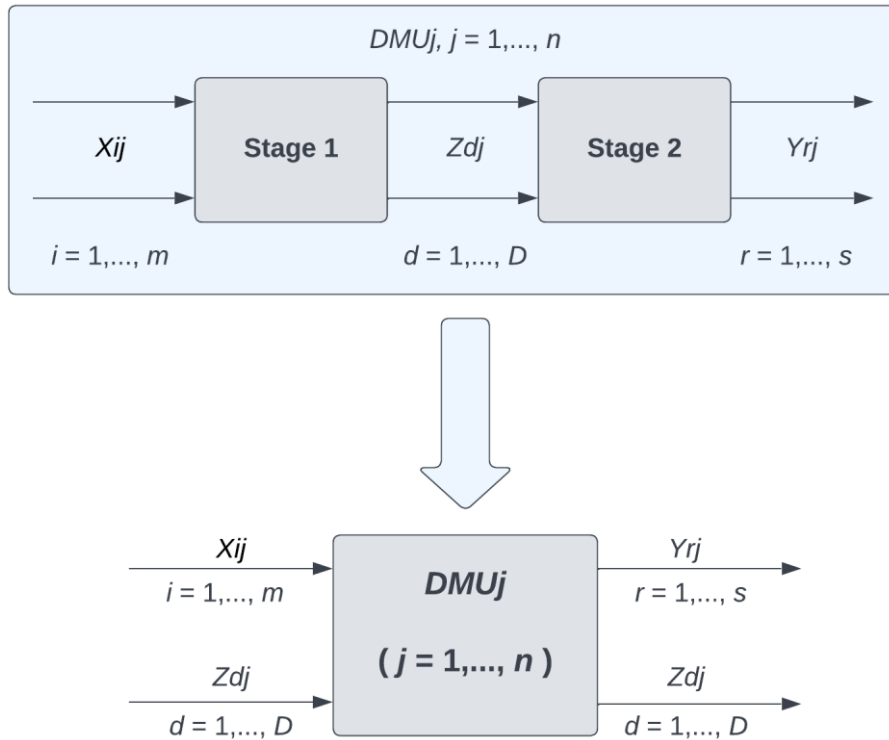 DMUj, j = 1,..., n
Xij
Stage 1
Zdj
Stage 2
Yrj
i = 1,..., m
d = 1,..., D
r = 1,..., s
Xij
i = 1,..., m
Zdj
d = 1,..., D
DMUj
( j = 1,..., n )
Yrj
r = 1,..., s
Zdj
d = 1,..., D